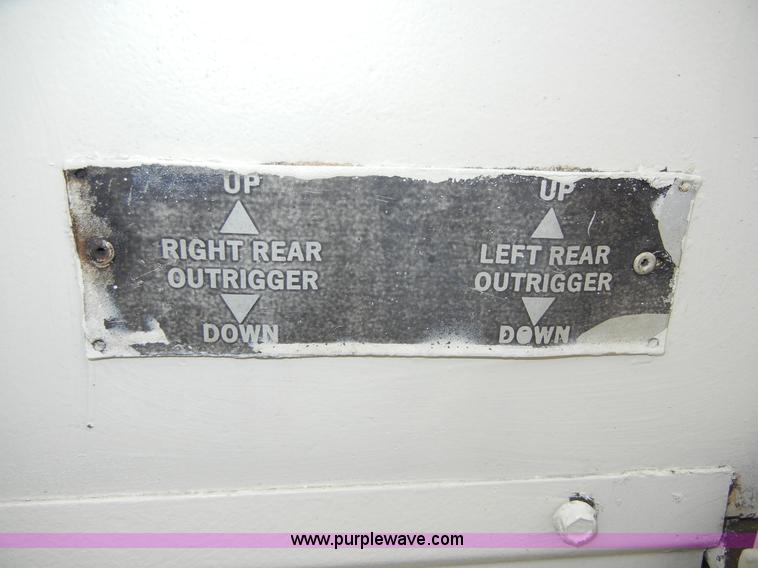 UP
RIGHT REAR
OUTRIGGER
DOWN
UP
LEFT REAR
OUTRIGGER
DOWN
www.purplewave.com